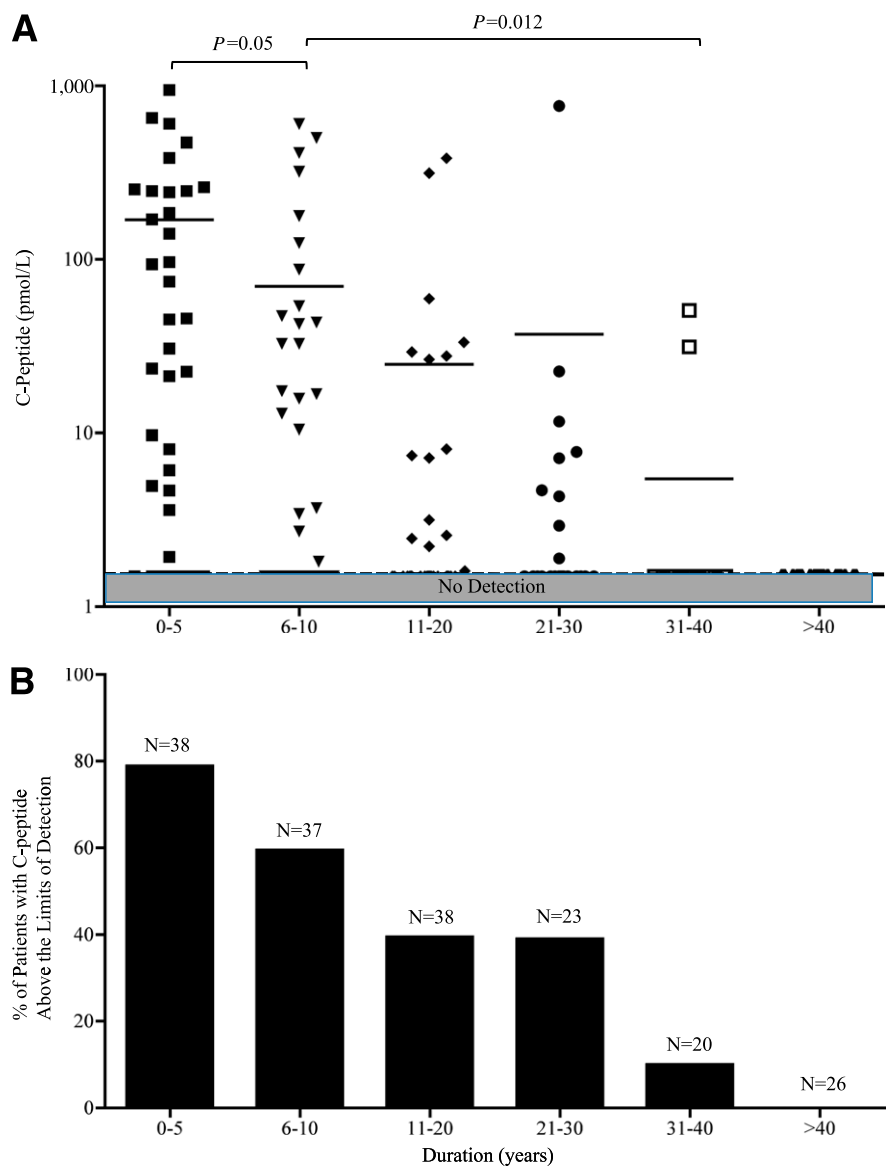 A
P=0.012
P=0.05
1,000
100
10
1
C-Peptide (pmol/L)
No Detection
0-5 6-10 11-20 21-30 31-40 >40
B
100
80
60
40
20
0
% of Patients with C-peptide
Above the Limits of Detection
N=38
N=37
N=38
N=23
N=20
N=26
0-5 6-10 11-20 21-30 31-40 >40
Duration (years)